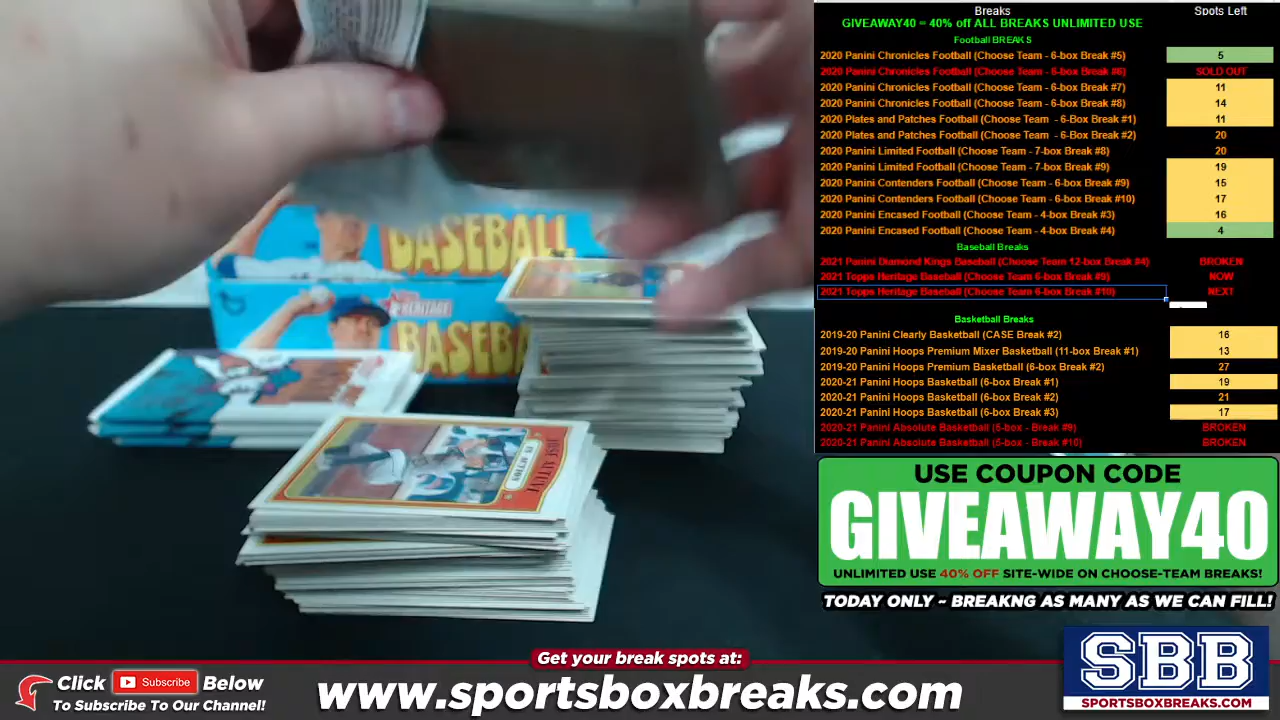 Breaks Spots Left
GIVEAWAY40 = 40% off ALL BREAKS UNLIMITED USE
Football BREAKS
2020 Panini Chronicles Football (Choose Team - 6-box Break #5) 5
2020 Panini Chronicles Football (Choose Team - 6-box Break #6) SOLD OUT
2020 Panini Chronicles Football (Choose Team - 6-box Break #7) 11
2020 Panini Chronicles Football (Choose Team - 6-box Break #8) 14
2020 Plates and Patches Football (Choose Team - 6-Box Break #1) 11
2020 Plates and Patches Football (Choose Team - 6-box Break #2) 20
2020 Panini Limited Football (Choose Team - 7-box Break #8) 20
2020 Panini Limited Football (Choose Team - 7-box Break #9) 19
2020 Panini Contenders Football (Choose Team - 6-box Break #9) 15
2020 Panini Contenders Football (Choose Team - 6-box Break #10) 17
2020 Panini Encased Football (Choose Team - 4-box Break #3) 16
2020 Panini Encased Football (Choose Team - 4-box Break #4) 4
Baseball Breaks
2021 Panini Diamond Kings Baseball (Choose Team 12-box Break #4) BROKEN
2021 Topps Heritage Baseball (Choose Team 6-box Break #9) NOW
2021 Topps Heritage Baseball (Choose Team 6-box Break #10) NEXT
Basketball Breaks
2019-20 Panini Clearly Basketball (CASE Break #2) 16
2019-20 Panini Hoops Premium Mixer Basketball (11-box Break #1) 13
2019-20 Panini Hoops Premium Basketball (6-box Break #2) 27
2020-21 Panini Hoops Basketball (6-box Break #1) 19
2020-21 Panini Hoops Basketball (6-box Break #2) 21
2020-21 Panini Hoops Basketball (6-box Break #3) 17
2020-21 Panini Absolute Basketball (5-box - Break #9) BROKEN
2020-21 Panini Absolute Basketball (5-box - Break #10) BROKEN
BASEBALL
HERITAGE
BASEBALL
JOSE ALTUVE
USE COUPON CODE
GIVEAWAY40
UNLIMITED USE 40% OFF SITE-WIDE ON CHOOSE-TEAM BREAKS!
TODAY ONLY ~ BREAKNG AS MANY AS WE CAN FILL!
SBB
SPORTSBOXBREAKS.COM
Get your break spots at:
www.sportsboxbreaks.com
Click Subscribe Below
To Subscribe To Our Channel!